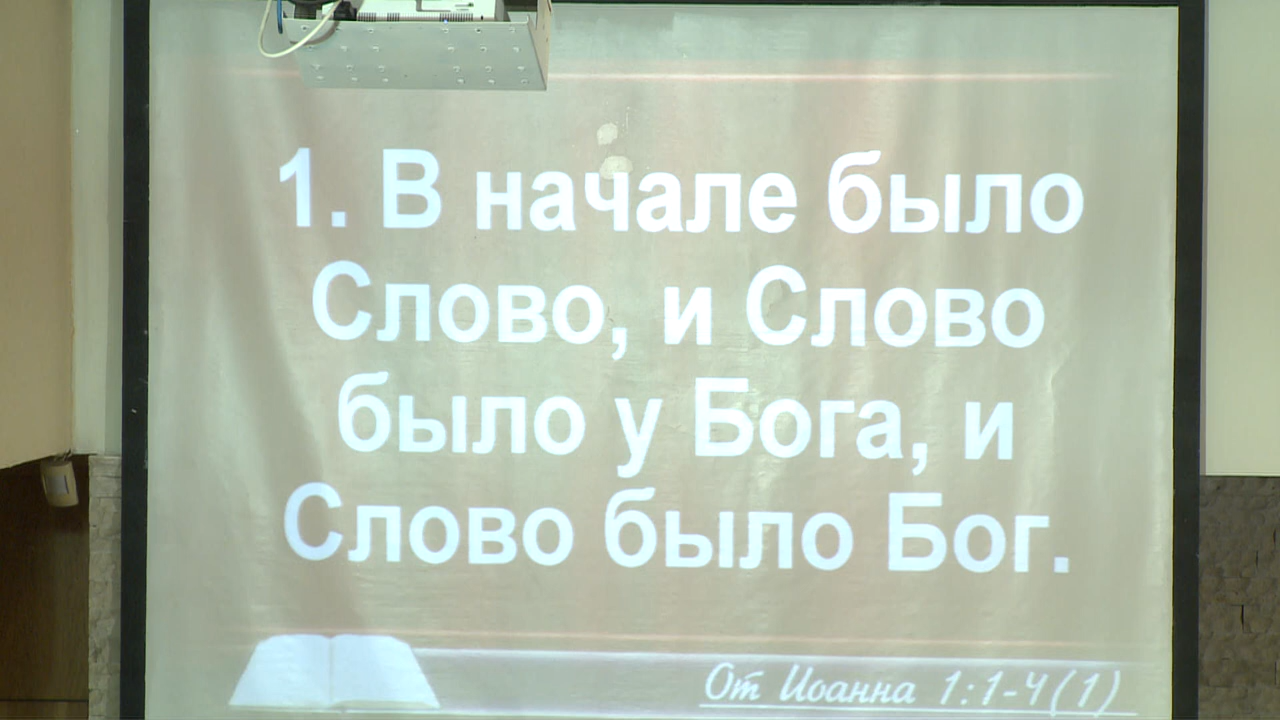 1. В начале было
Слово, и Слово
было у Бога, и
Слово было Бог.
От Иоанна 1:1-4(1)